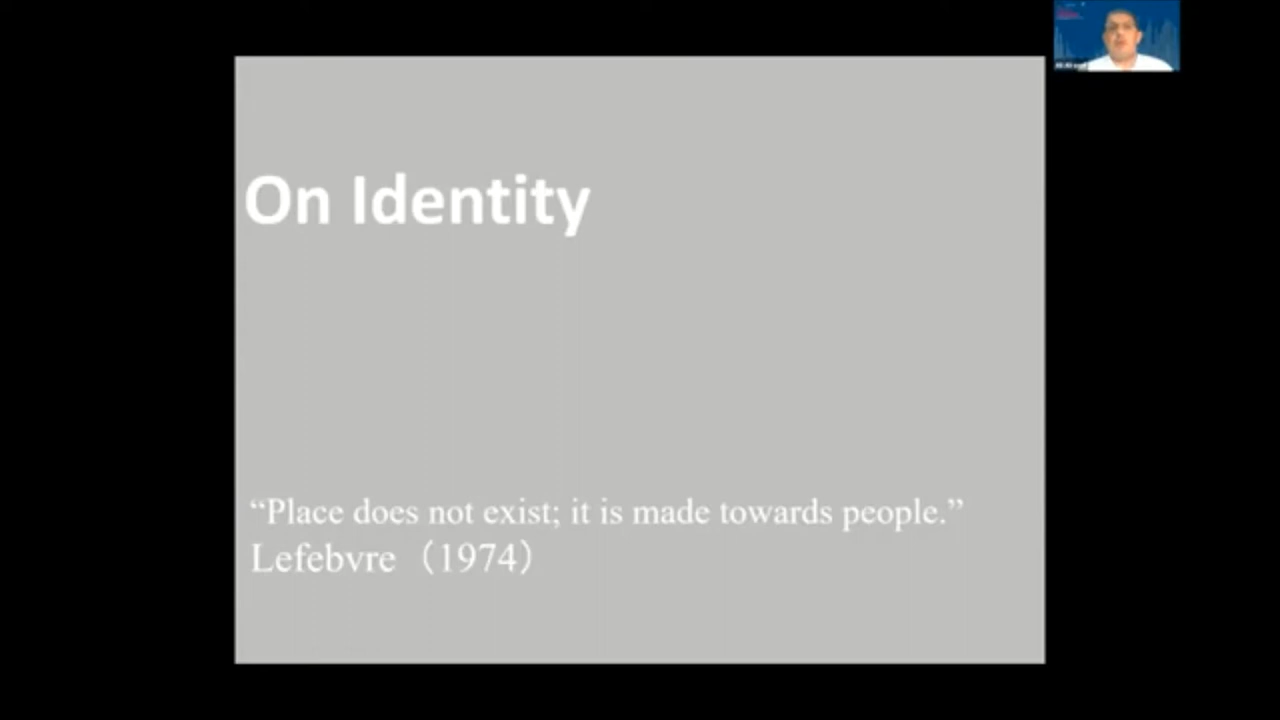 On Identity
“Place does not exist; it is made towards people.”
Lefebvre（1974）